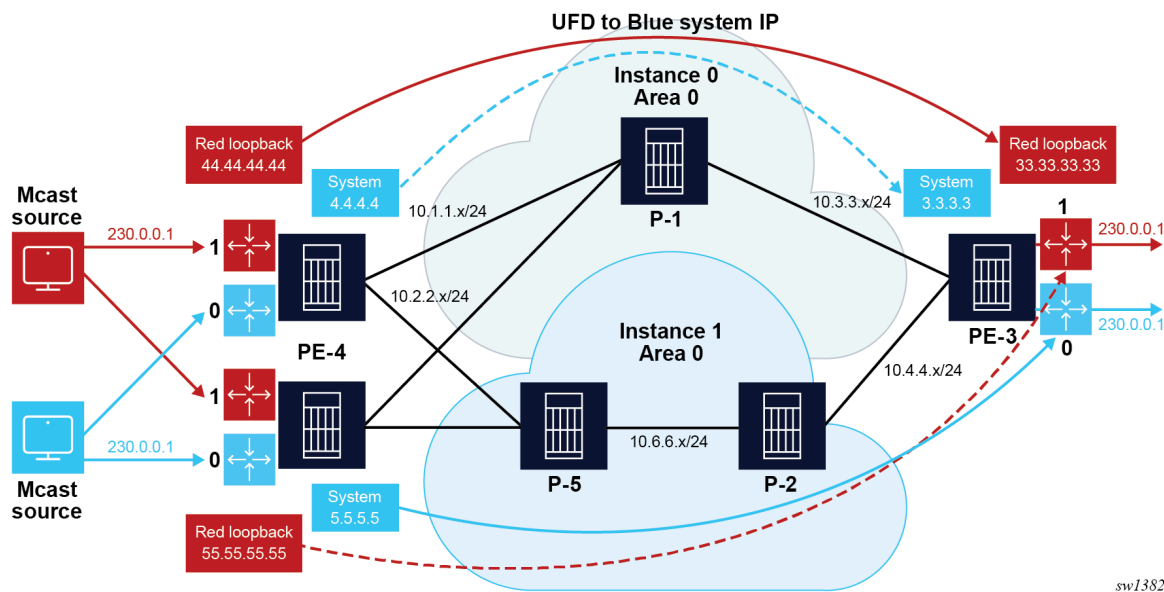 UFD to Blue system IP
Instance 0
Area 0
Red loopback
44.44.44.44
Red loopback
33.33.33.33
System
4.4.4.4
System
3.3.3.3
P-1
10.1.1.x/24
10.3.3.x/24
Mcast
source
230.0.0.1
1
1
230.0.0.1
10.2.2.x/24
0
230.0.0.1
0
PE-4
PE-3
Instance 1
Area 0
10.4.4.x/24
1
230.0.0.1
0
10.6.6.x/24
P-5
P-2
Mcast
source
System
5.5.5.5
Red loopback
55.55.55.55
sw1382